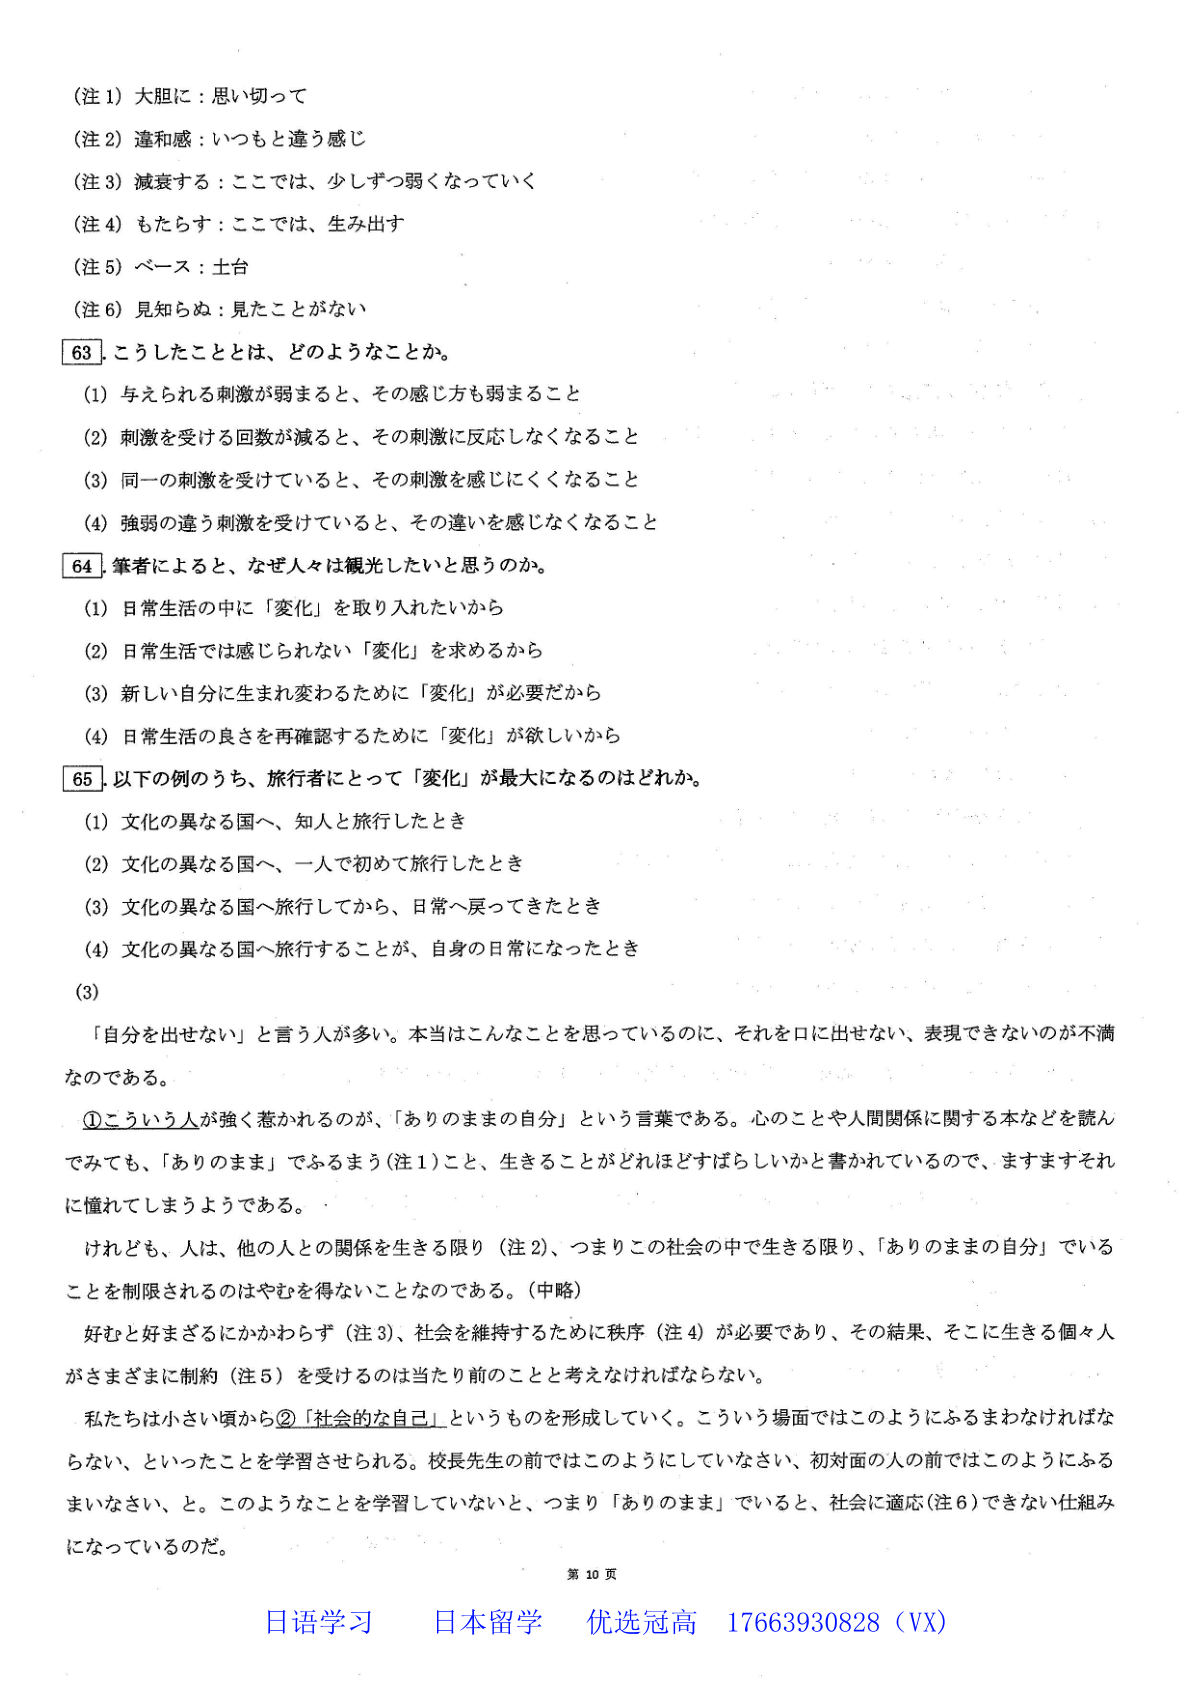 (注1) 大胆に:思い切って
(注2) 違和感:いつもと違う感じ
(注3) 減衰する:ここでは、少しずつ弱くなっていく
(注4) もたらす:ここでは、生み出す
(注5) ベース:土台
(注6) 見知らぬ:見たことがない
63.こうしたこととは、どのようなことか。
(1) 与えられる刺激が弱まると、その感じ方も弱まること
(2) 刺激を受ける回数が減ると、その刺激に反応しなくなること
(3) 同一の刺激を受けていると、その刺激を感じにくくなること
(4) 強弱の違う刺激を受けていると、その違いを感じなくなること
64.筆者によると、なぜ人々は観光したいと思うのか。
(1) 日常生活の中に「変化」を取り入れたいから
(2) 日常生活では感じられない「変化」を求めるから
(3) 新しい自分に生まれ変わるために「変化」が必要だから
(4) 日常生活の良さを再確認するために「変化」が欲しいから
65.以下の例のうち、旅行者にとって「変化」が最大になるのはどれか。
(1) 文化の異なる国へ、知人と旅行したとき
(2) 文化の異なる国へ、一人で初めて旅行したとき
(3) 文化の異なる国へ旅行してから、日常へ戻ってきたとき
(4) 文化の異なる国へ旅行することが、自身の日常になったとき
(3)
「自分を出せない」と言う人が多い。本当はこんなことを思っているのに、それを口に出せない、表現できないのが不満
なのである。
①こういう人が強く惹かれるのが、「ありのままの自分」という言葉である。心のことや人間関係に関する本などを読ん
でみても、「ありのまま」でふるまう(注1)こと、生きることがどれほどすばらしいかと書かれているので、ますますそれ
に憧れてしまうようである。
けれども、人は、他の人との関係を生きる限り(注2)、つまりこの社会の中で生きる限り、「ありのままの自分」でいる
ことを制限されるのはやむを得ないことなのである。(中略)
好むと好まざるにかかわらず(注3)、社会を維持するために秩序(注4)が必要であり、その結果、そこに生きる個々人
がさまざまに制約(注5)を受けるのは当たり前のことと考えなければならない。
私たちは小さい頃から②「社会的な自己」というものを形成していく。こういう場面ではこのようにふるまわなければな
らない、といったことを学習させられる。校長先生の前ではこのようにしていなさい、初対面の人の前ではこのようにふる
まいなさい、と。このようなことを学習していないと、つまり「ありのまま」でいると、社会に適応(注6)できない仕組み
になっているのだ。
第 10 页
日语学习 日本留学 优选冠高 17663930828(VX)